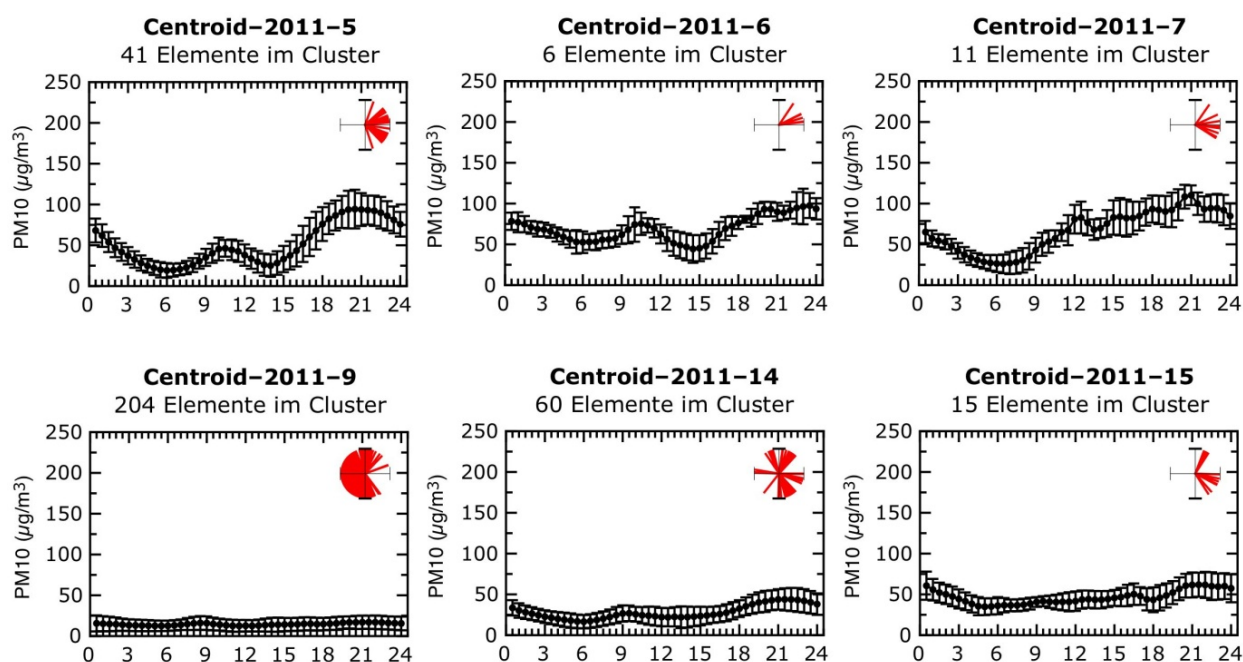 Centroid–2011–5
41 Elemente im Cluster
250
200
150
100
50
0
PM10 (µg/m³)
0 3 6 9 12 15 18 21 24
Centroid–2011–6
6 Elemente im Cluster
250
200
150
100
50
0
PM10 (µg/m³)
0 3 6 9 12 15 18 21 24
Centroid–2011–7
11 Elemente im Cluster
250
200
150
100
50
0
PM10 (µg/m³)
0 3 6 9 12 15 18 21 24
Centroid–2011–9
204 Elemente im Cluster
250
200
150
100
50
0
PM10 (µg/m³)
0 3 6 9 12 15 18 21 24
Centroid–2011–14
60 Elemente im Cluster
250
200
150
100
50
0
PM10 (µg/m³)
0 3 6 9 12 15 18 21 24
Centroid–2011–15
15 Elemente im Cluster
250
200
150
100
50
0
PM10 (µg/m³)
0 3 6 9 12 15 18 21 24